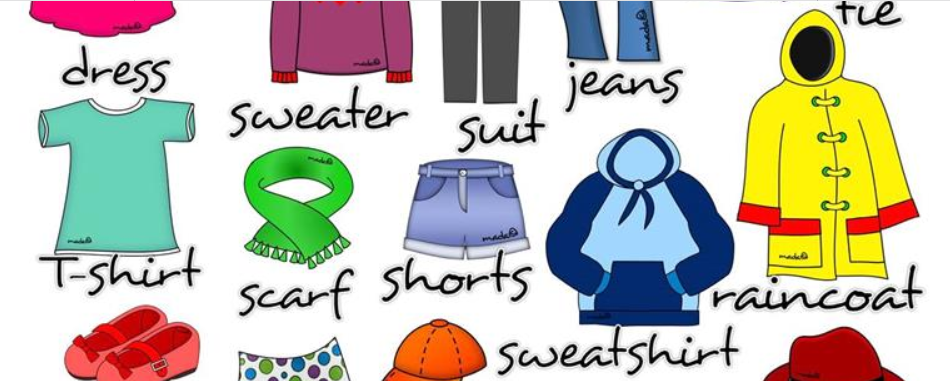 tie
dress
sweater
suit
jeans
T-shirt
scarf
shorts
sweatshirt
raincoat